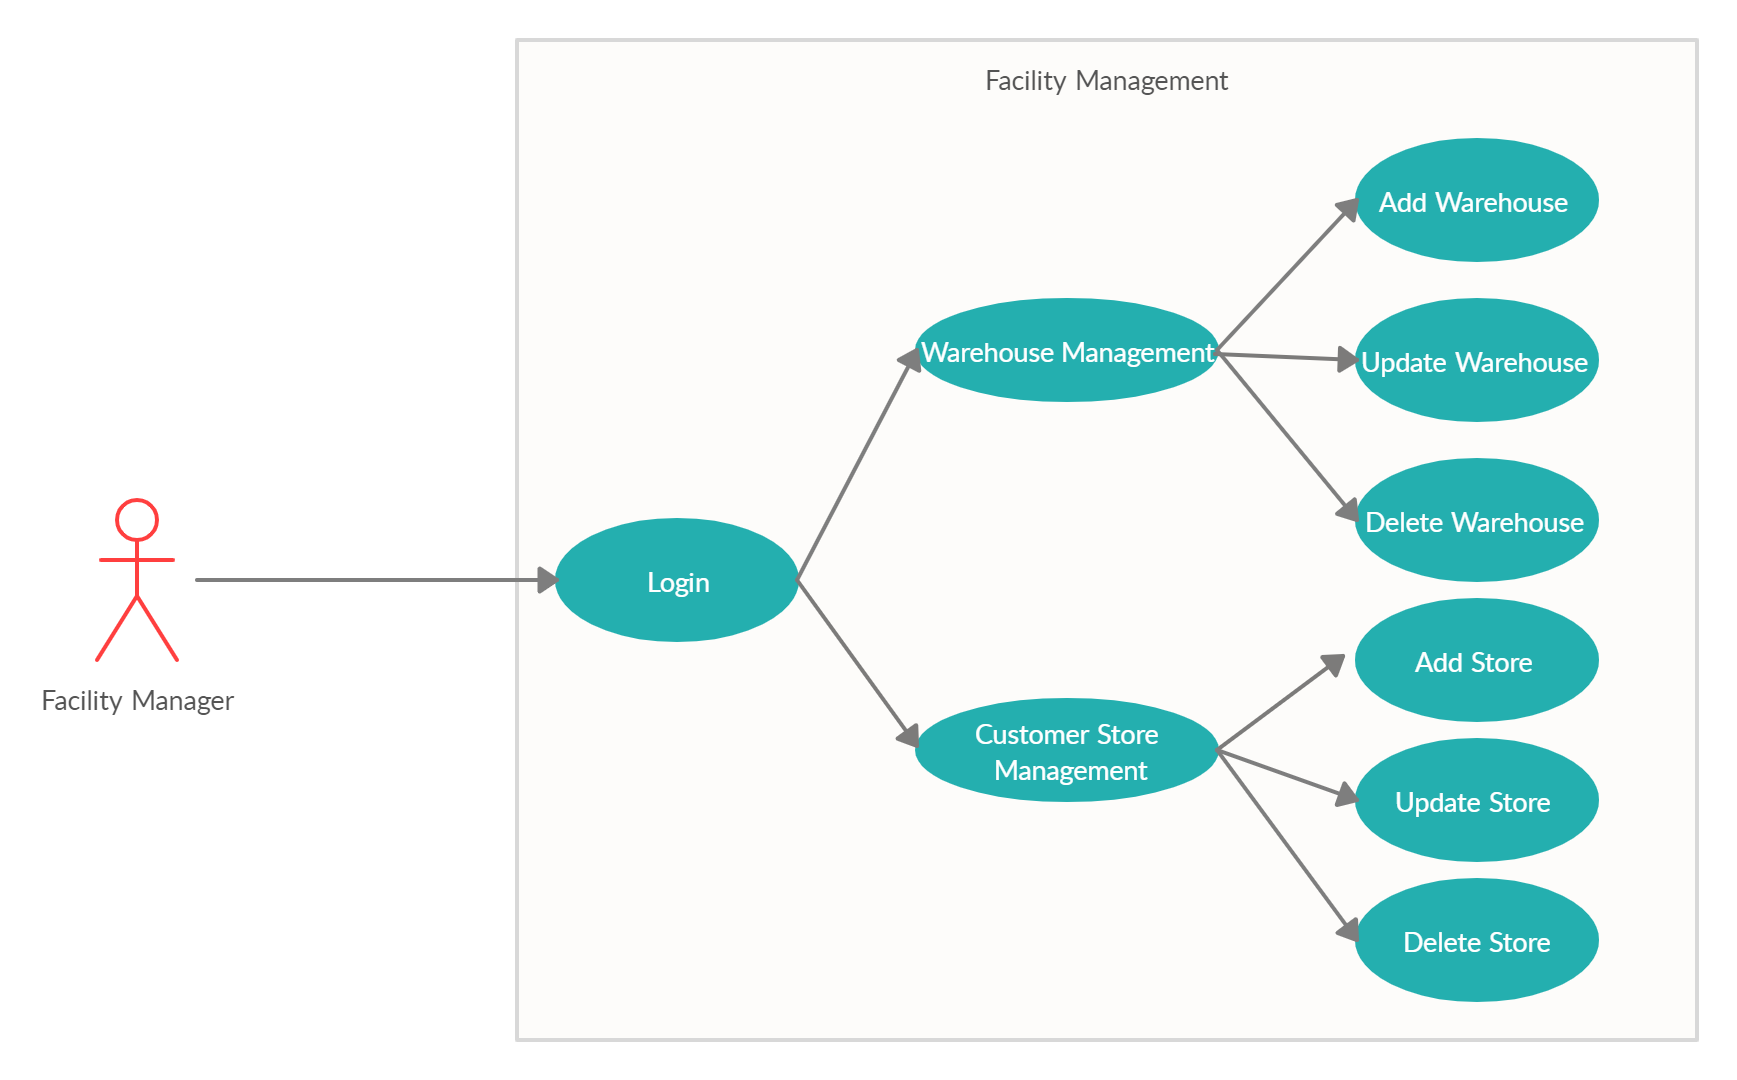 Facility Management
Add Warehouse
Warehouse Management
Update Warehouse
Delete Warehouse
Login
Facility Manager
Add Store
Customer Store
Management
Update Store
Delete Store